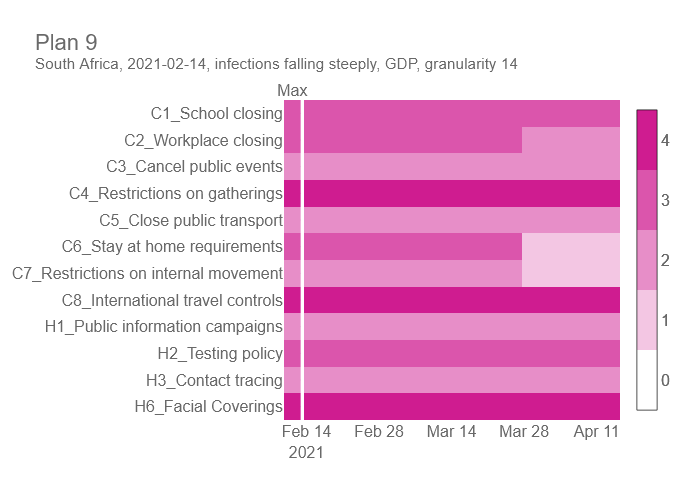 Plan 9
South Africa, 2021-02-14, infections falling steeply, GDP, granularity 14
Max
C1_School closing
C2_Workplace closing
C3_Cancel public events
C4_Restrictions on gatherings
C5_Close public transport
C6_Stay at home requirements
C7_Restrictions on internal movement
C8_International travel controls
H1_Public information campaigns
H2_Testing policy
H3_Contact tracing
H6_Facial Coverings
Feb 14 Feb 28 Mar 14 Mar 28 Apr 11
2021
4
3
2
1
0